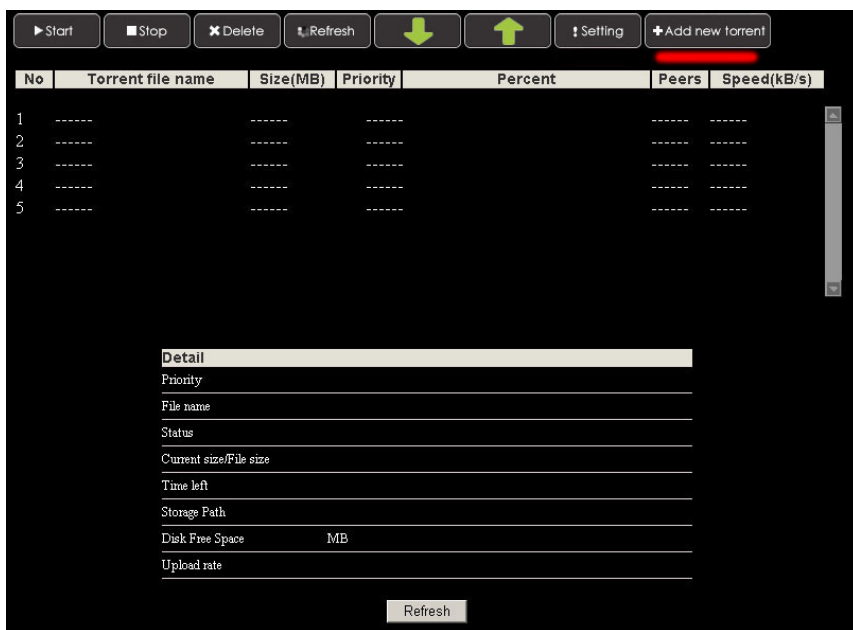 Start Stop Delete Refresh Setting Add new torrent
No Torrent file name Size(MB) Priority Percent Peers Speed(kB/s)
1 ------ ------ ------ ------ ------
2 ------ ------ ------ ------ ------
3 ------ ------ ------ ------ ------
4 ------ ------ ------ ------ ------
5 ------ ------ ------ ------ ------
Detail
Priority
File name
Status
Current size/File size
Time left
Storage Path
Disk Free Space MB
Upload rate
Refresh